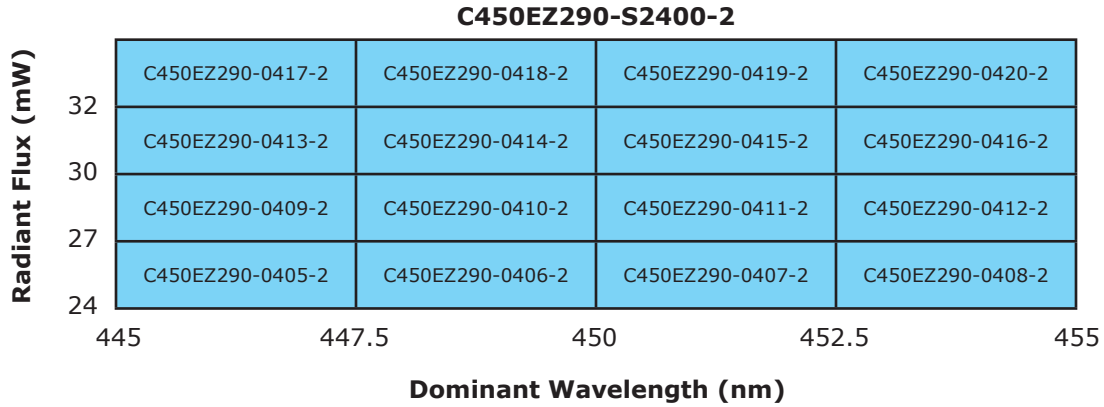 C450EZ290-S2400-2
Radiant Flux (mW)
C450EZ290-0417-2 C450EZ290-0418-2 C450EZ290-0419-2 C450EZ290-0420-2
32
C450EZ290-0413-2 C450EZ290-0414-2 C450EZ290-0415-2 C450EZ290-0416-2
30
C450EZ290-0409-2 C450EZ290-0410-2 C450EZ290-0411-2 C450EZ290-0412-2
27
C450EZ290-0405-2 C450EZ290-0406-2 C450EZ290-0407-2 C450EZ290-0408-2
24
445 447.5 450 452.5 455
Dominant Wavelength (nm)